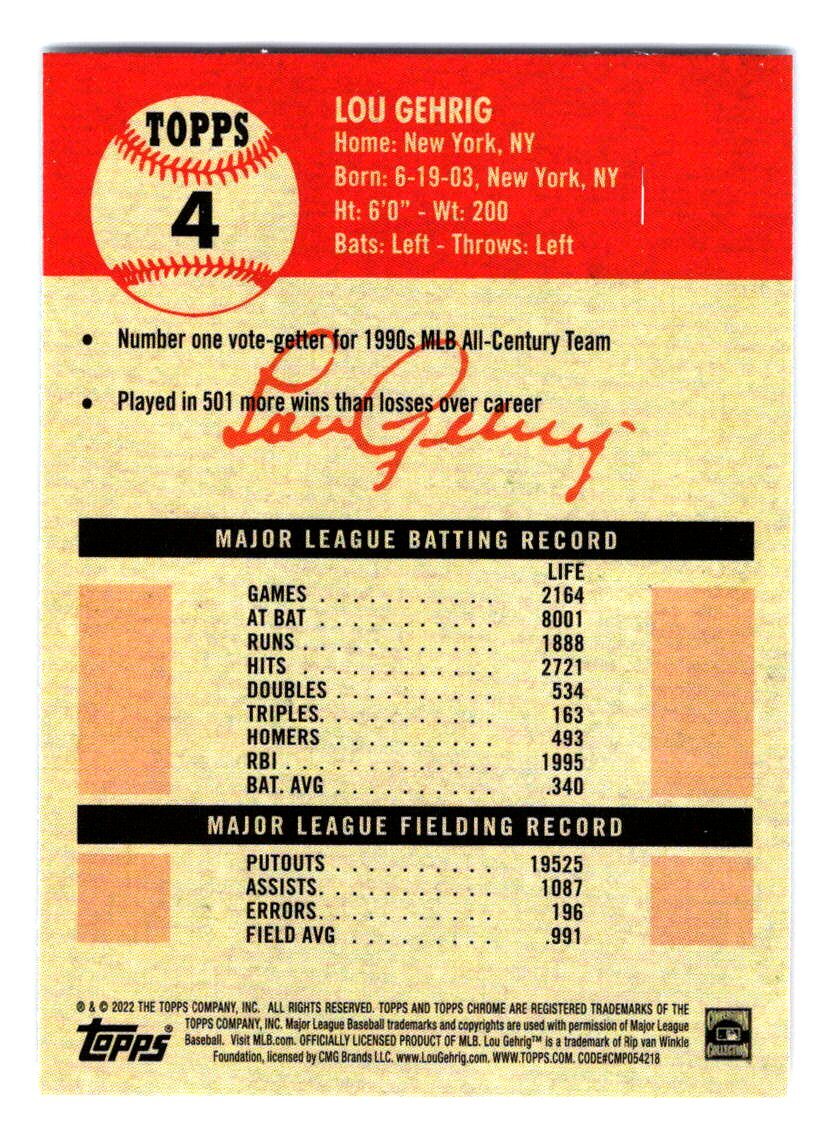 TOPPS
4
LOU GEHRIG
Home: New York, NY
Born: 6-19-03, New York, NY
Ht: 6'0" - Wt: 200
Bats: Left - Throws: Left
• Number one vote-getter for 1990s MLB All-Century Team
• Played in 501 more wins than losses over career
Lou Gehrig
MAJOR LEAGUE BATTING RECORD
LIFE
GAMES . . . . . . . . . . . 2164
AT BAT . . . . . . . . . . . 8001
RUNS . . . . . . . . . . . . 1888
HITS . . . . . . . . . . . . 2721
DOUBLES . . . . . . . . . . 534
TRIPLES. . . . . . . . . . . 163
HOMERS . . . . . . . . . . 493
RBI . . . . . . . . . . . . . 1995
BAT. AVG . . . . . . . . . . .340
MAJOR LEAGUE FIELDING RECORD
PUTOUTS . . . . . . . . . . 19525
ASSISTS. . . . . . . . . . . 1087
ERRORS. . . . . . . . . . . 196
FIELD AVG . . . . . . . . . .991
® & © 2022 THE TOPPS COMPANY, INC. ALL RIGHTS RESERVED. TOPPS AND TOPPS CHROME ARE REGISTERED TRADEMARKS OF THE
TOPPS COMPANY, INC. Major League Baseball trademarks and copyrights are used with permission of Major League
Baseball. Visit MLB.com. OFFICIALLY LICENSED PRODUCT OF MLB. Lou Gehrig™ is a trademark of Rip van Winkle
Foundation, licensed by CMG Brands LLC. www.LouGehrig.com. WWW.TOPPS.COM. CODE#CMP054218
Topps®
COOPERSTOWN
COLLECTION